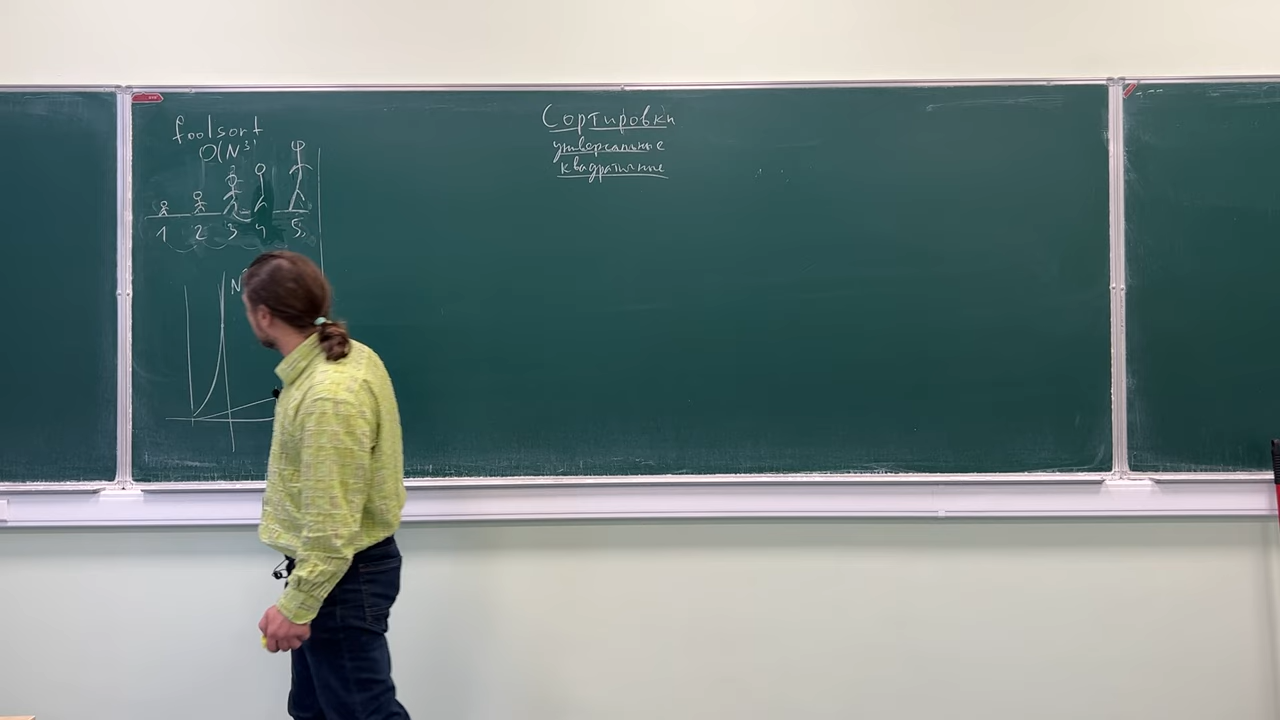 foolsort
O(N³)
1 2 3 4 5
N
Сортировки
универсальные
квадратичные